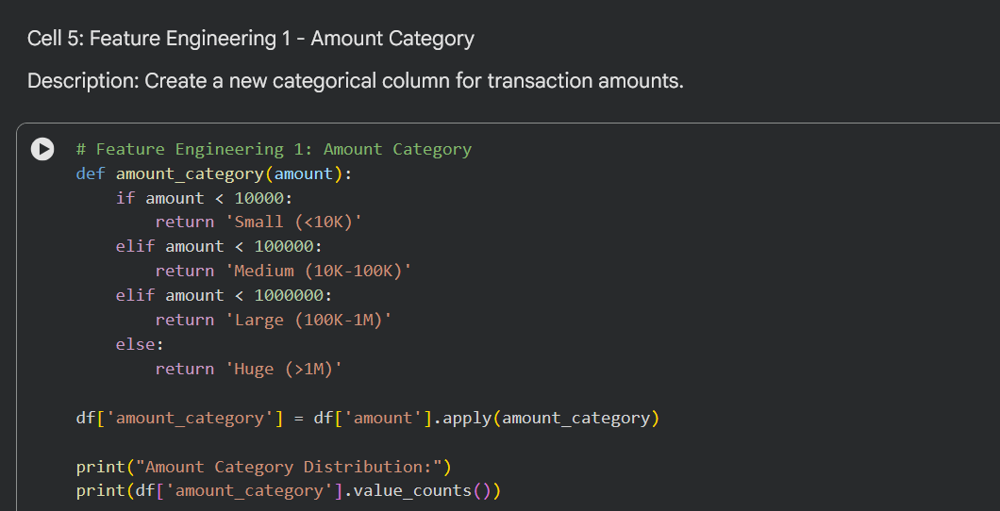 Cell 5: Feature Engineering 1 - Amount Category
Description: Create a new categorical column for transaction amounts.
# Feature Engineering 1: Amount Category
def amount_category(amount):
    if amount < 10000:
        return 'Small (<10K)'
    elif amount < 100000:
        return 'Medium (10K-100K)'
    elif amount < 1000000:
        return 'Large (100K-1M)'
    else:
        return 'Huge (>1M)'
df['amount_category'] = df['amount'].apply(amount_category)
print("Amount Category Distribution:")
print(df['amount_category'].value_counts())